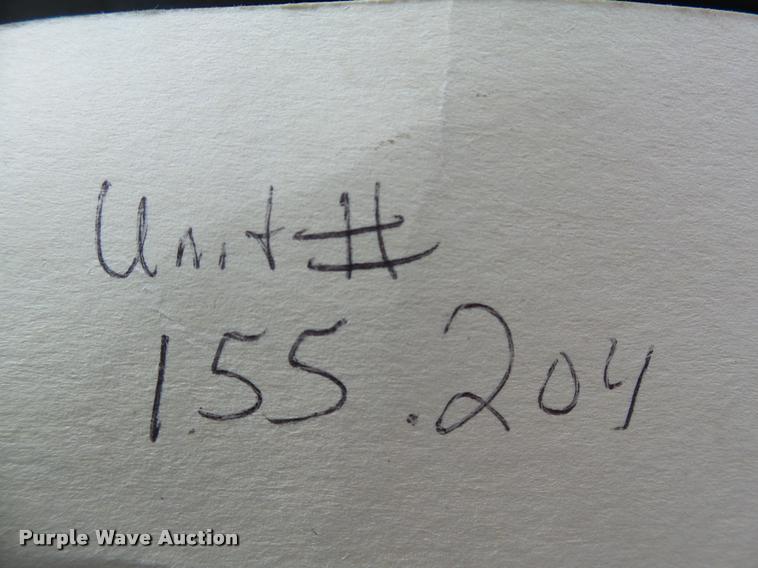 Unit #
155.204
Purple Wave Auction